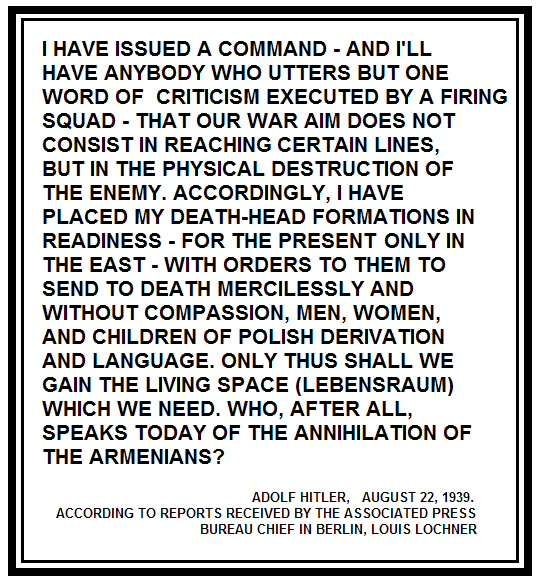 I HAVE ISSUED A COMMAND - AND I'LL
HAVE ANYBODY WHO UTTERS BUT ONE
WORD OF  CRITICISM EXECUTED BY A FIRING
SQUAD - THAT OUR WAR AIM DOES NOT
CONSIST IN REACHING CERTAIN LINES,
BUT IN THE PHYSICAL DESTRUCTION OF
THE ENEMY. ACCORDINGLY, I HAVE
PLACED MY DEATH-HEAD FORMATIONS IN
READINESS - FOR THE PRESENT ONLY IN
THE EAST - WITH ORDERS TO THEM TO
SEND TO DEATH MERCILESSLY AND
WITHOUT COMPASSION, MEN, WOMEN,
AND CHILDREN OF POLISH DERIVATION
AND LANGUAGE. ONLY THUS SHALL WE
GAIN THE LIVING SPACE (LEBENSRAUM)
WHICH WE NEED. WHO, AFTER ALL,
SPEAKS TODAY OF THE ANNIHILATION OF
THE ARMENIANS?
ADOLF HITLER,   AUGUST 22, 1939.
ACCORDING TO REPORTS RECEIVED BY THE ASSOCIATED PRESS
BUREAU CHIEF IN BERLIN, LOUIS LOCHNER